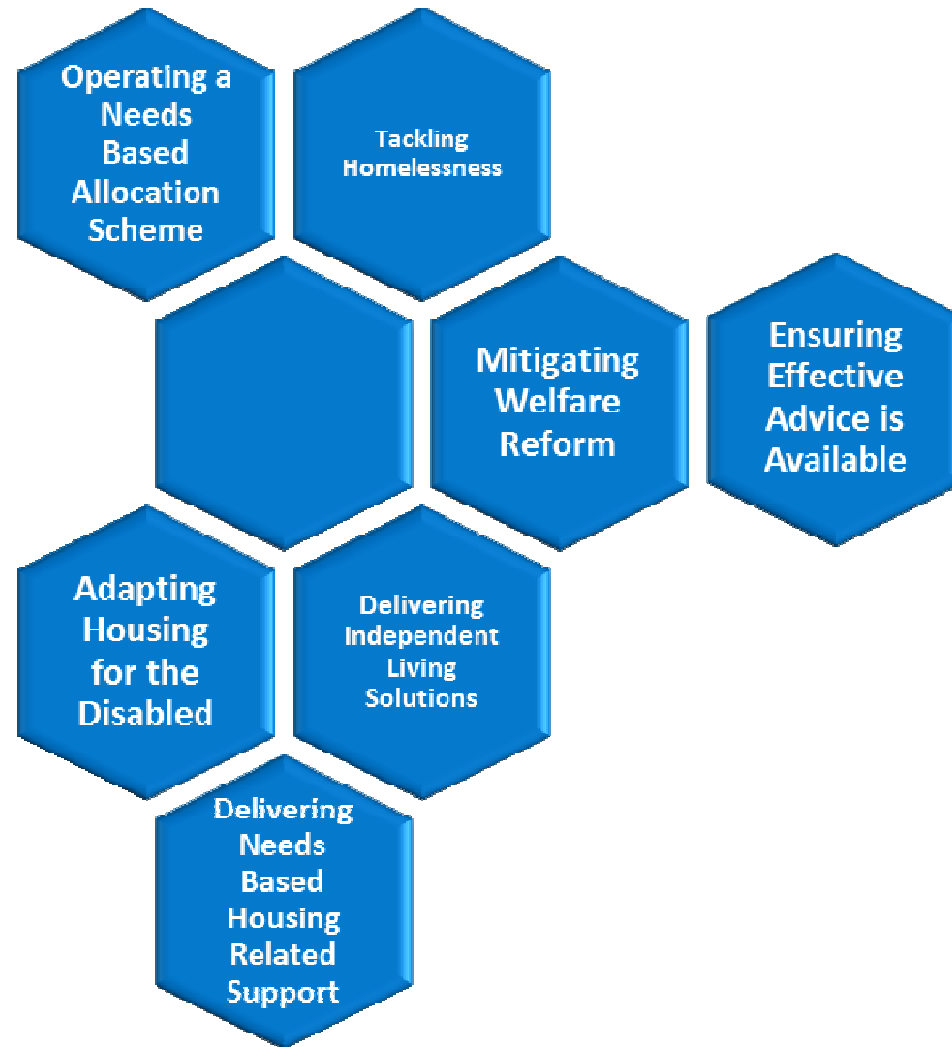 Operating a
Needs
Based
Allocation
Scheme
Tackling
Homelessness
Mitigating
Welfare
Reform
Ensuring
Effective
Advice is
Available
Adapting
Housing
for the
Disabled
Delivering
Independent
Living
Solutions
Delivering
Needs
Based
Housing
Related
Support